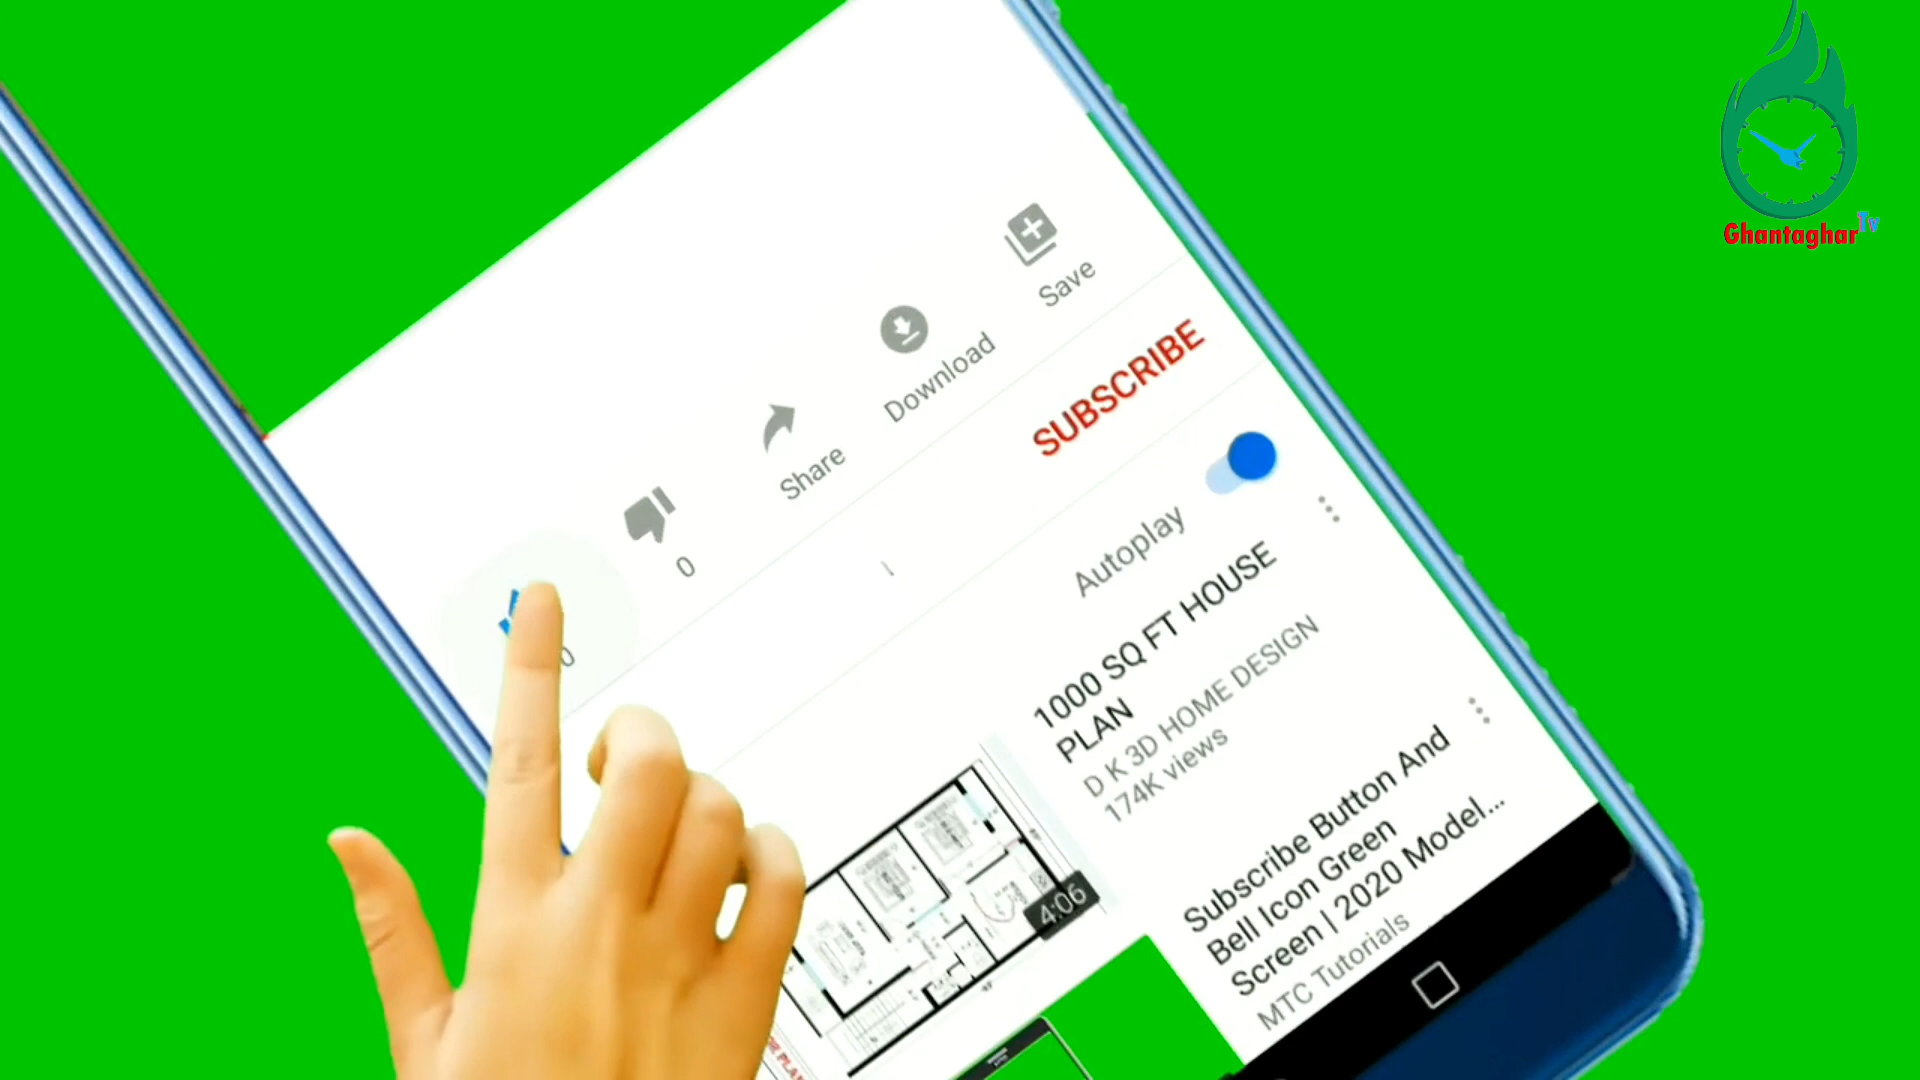 Ghantaghar Tv
Save
Download
Share
0
0
SUBSCRIBE
Autoplay
1000 SQ FT HOUSE
PLAN
D K 3D HOME DESIGN
174K views
4:06
Subscribe Button And
Bell Icon Green
Screen | 2020 Model...
MTC Tutorials